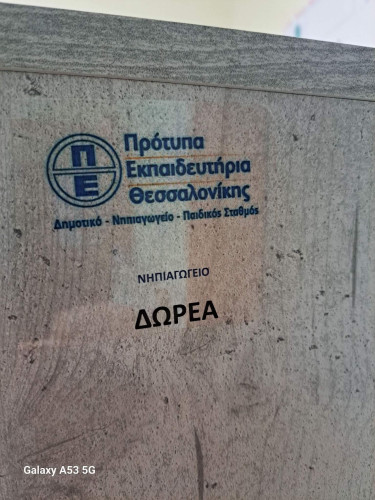 ΠΕ
Πρότυπα
Εκπαιδευτήρια
Θεσσαλονίκης
Δημοτικό - Νηπιαγωγείο - Παιδικός Σταθμός
ΝΗΠΙΑΓΩΓΕΙΟ
ΔΩΡΕΑ
Galaxy A53 5G